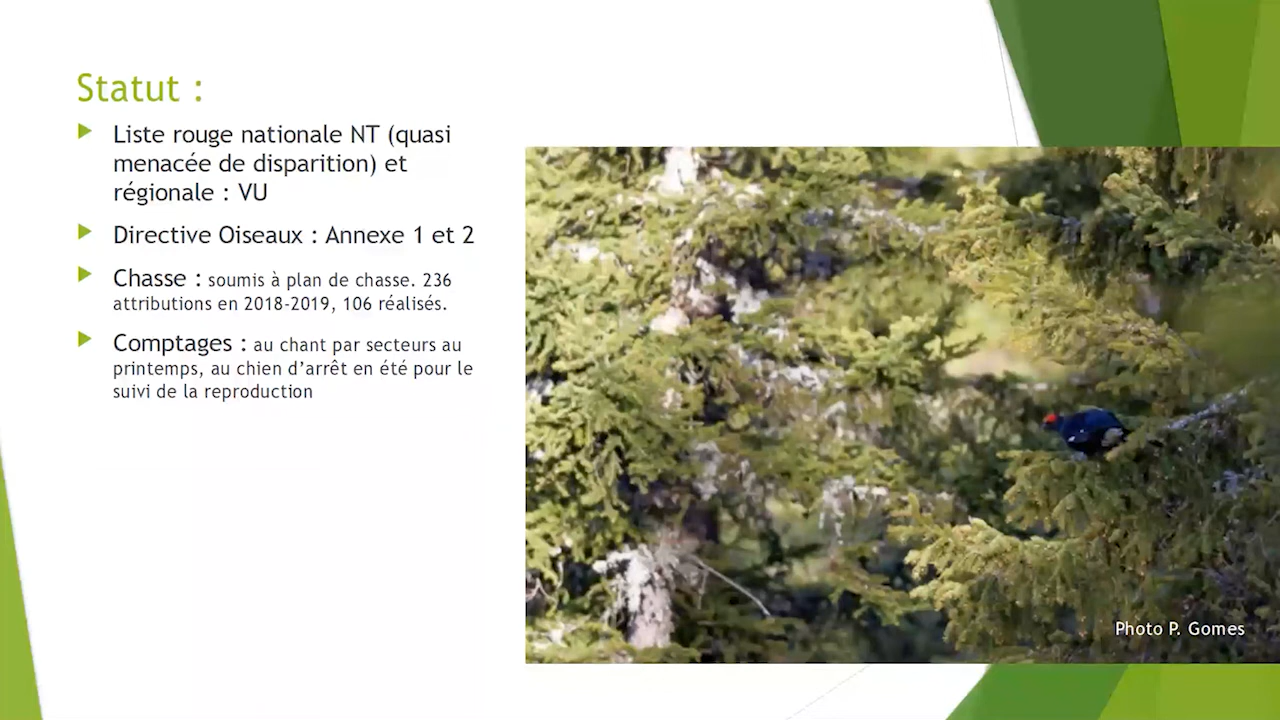 Statut :
Liste rouge nationale NT (quasi
menacée de disparition) et
régionale : VU
Directive Oiseaux : Annexe 1 et 2
Chasse : soumis à plan de chasse. 236
attributions en 2018-2019, 106 réalisés.
Comptages : au chant par secteurs au
printemps, au chien d’arrêt en été pour le
suivi de la reproduction
Photo P. Gomes